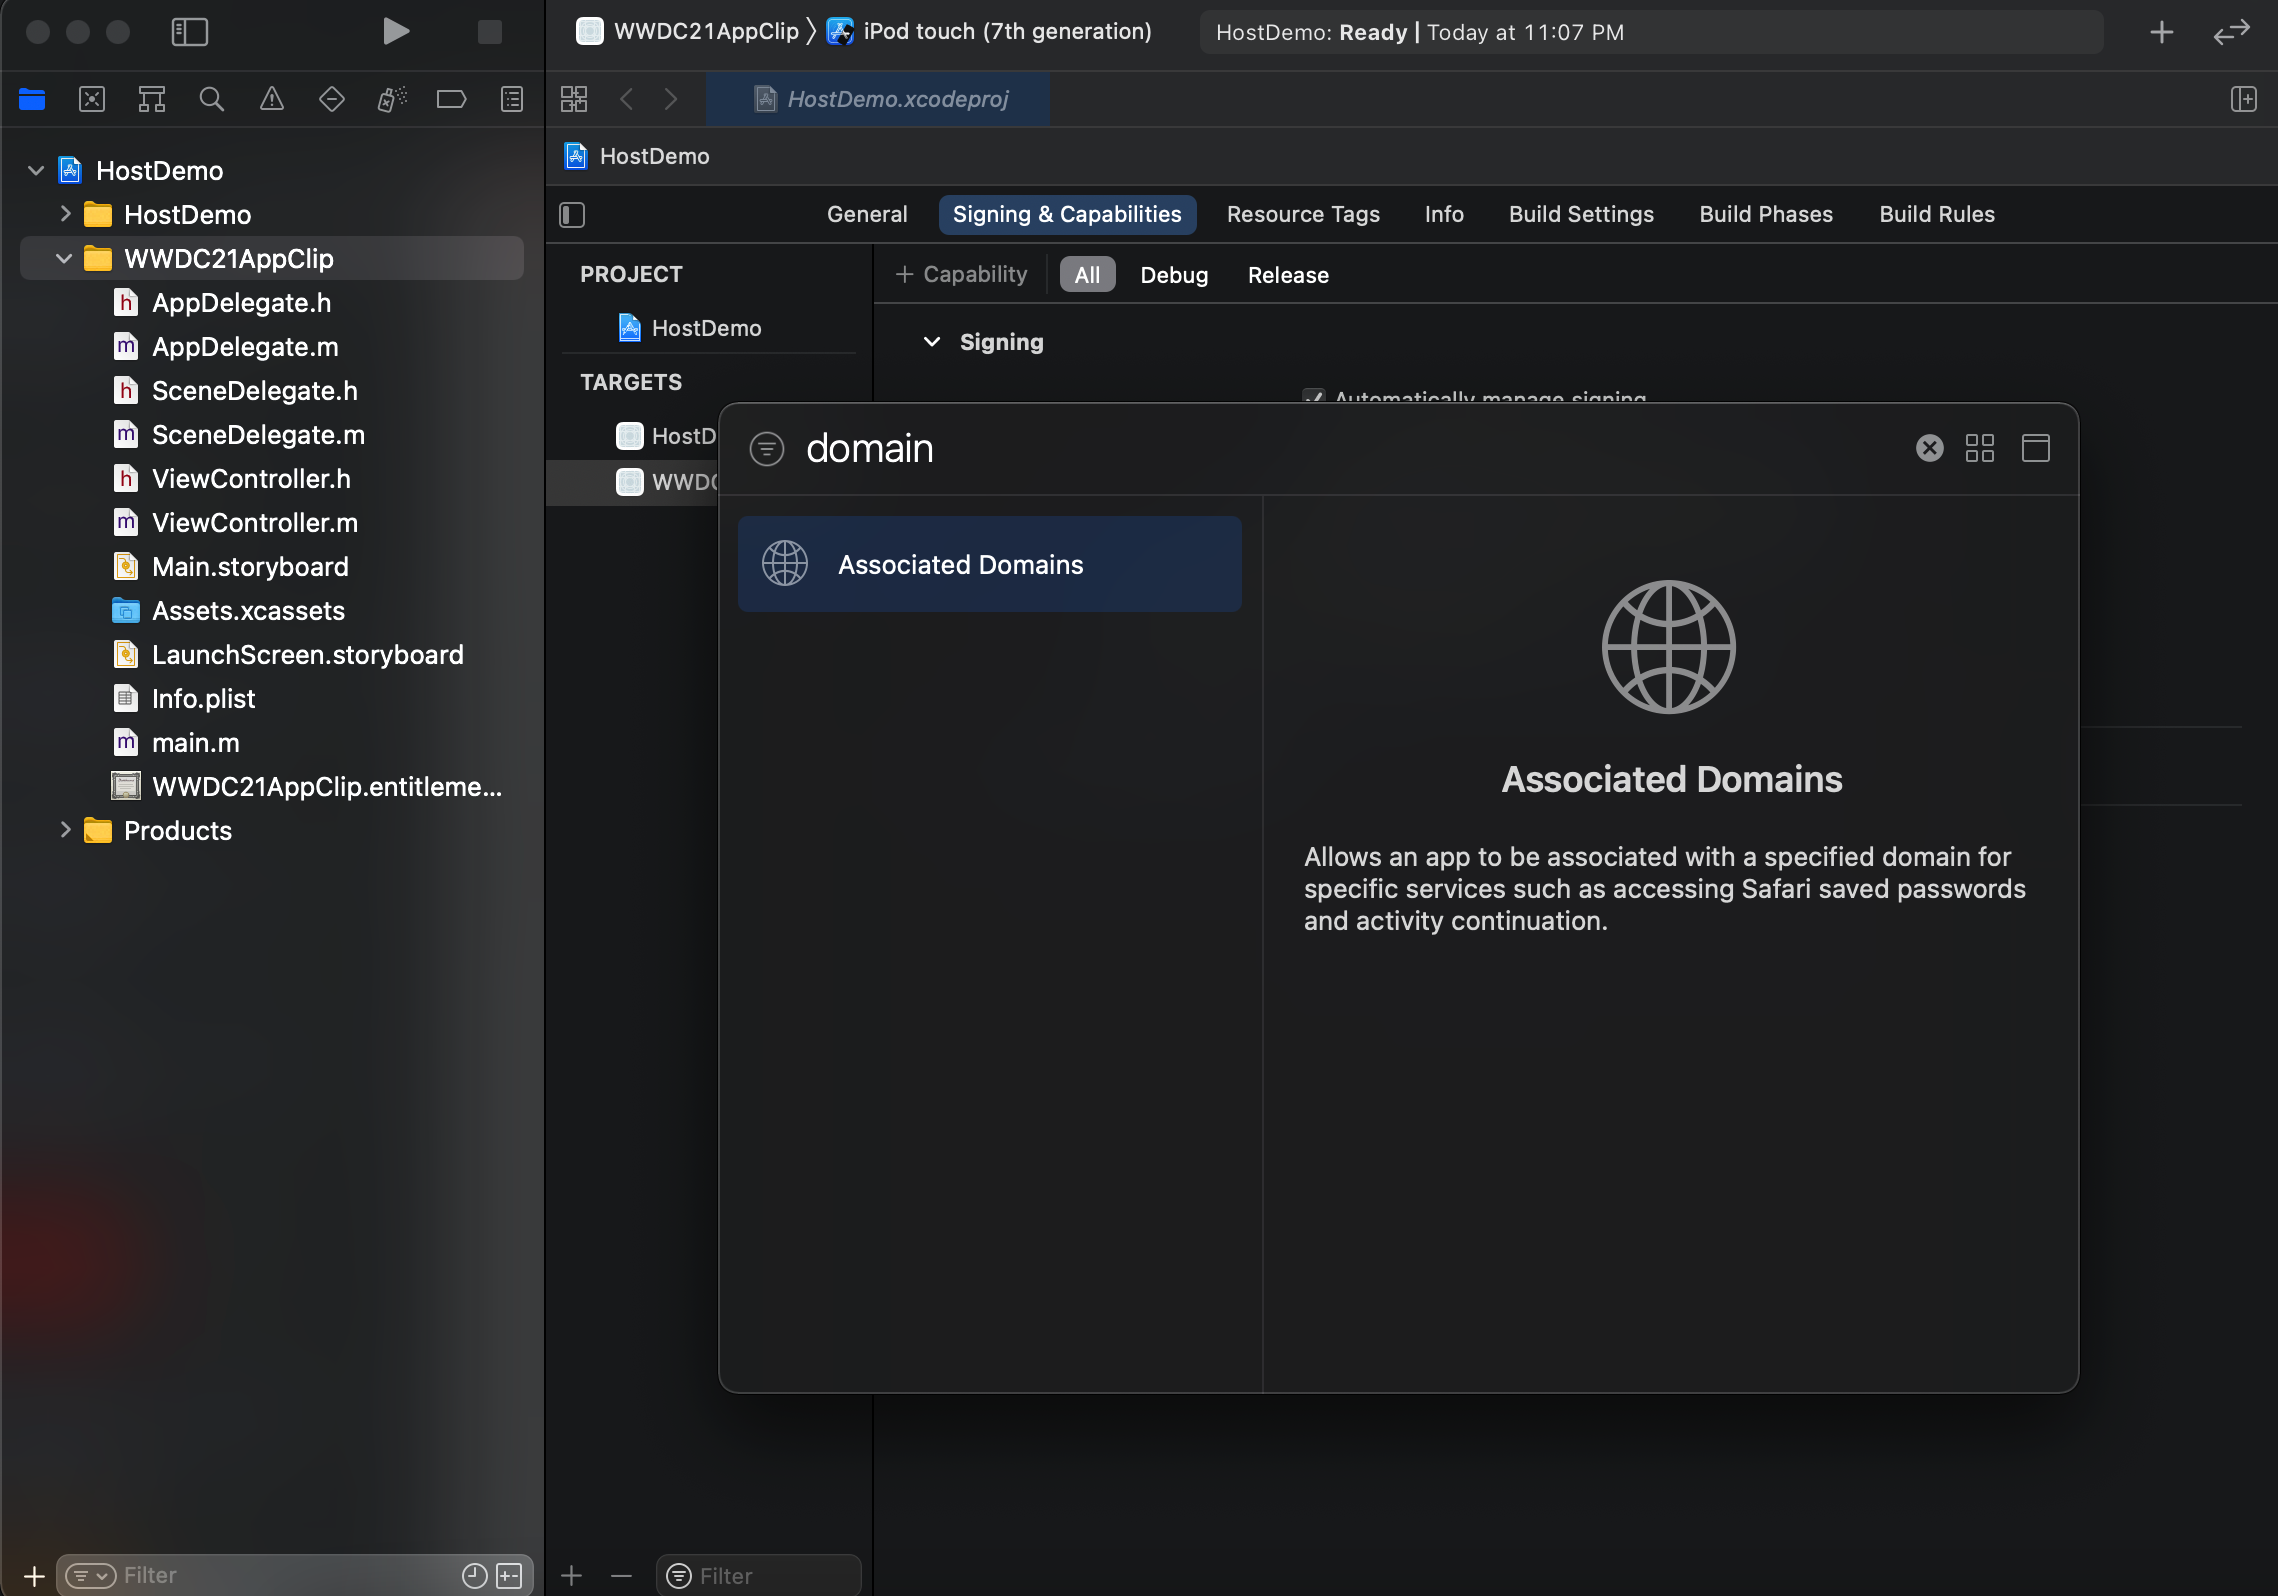 WWDC21AppClip
iPod touch (7th generation)
HostDemo: Ready | Today at 11:07 PM
HostDemo.xcodeproj
HostDemo
General
Signing & Capabilities
Resource Tags
Info
Build Settings
Build Phases
Build Rules
HostDemo
HostDemo
WWDC21AppClip
h AppDelegate.h
m AppDelegate.m
h SceneDelegate.h
m SceneDelegate.m
h ViewController.h
m ViewController.m
Main.storyboard
Assets.xcassets
LaunchScreen.storyboard
Info.plist
m main.m
WWDC21AppClip.entitleme...
Products
Filter
PROJECT
HostDemo
TARGETS
HostD
WWDC
Filter
+ Capability
All
Debug
Release
Signing
Automatically manage signing
domain
Associated Domains
Associated Domains
Allows an app to be associated with a specified domain for
specific services such as accessing Safari saved passwords
and activity continuation.